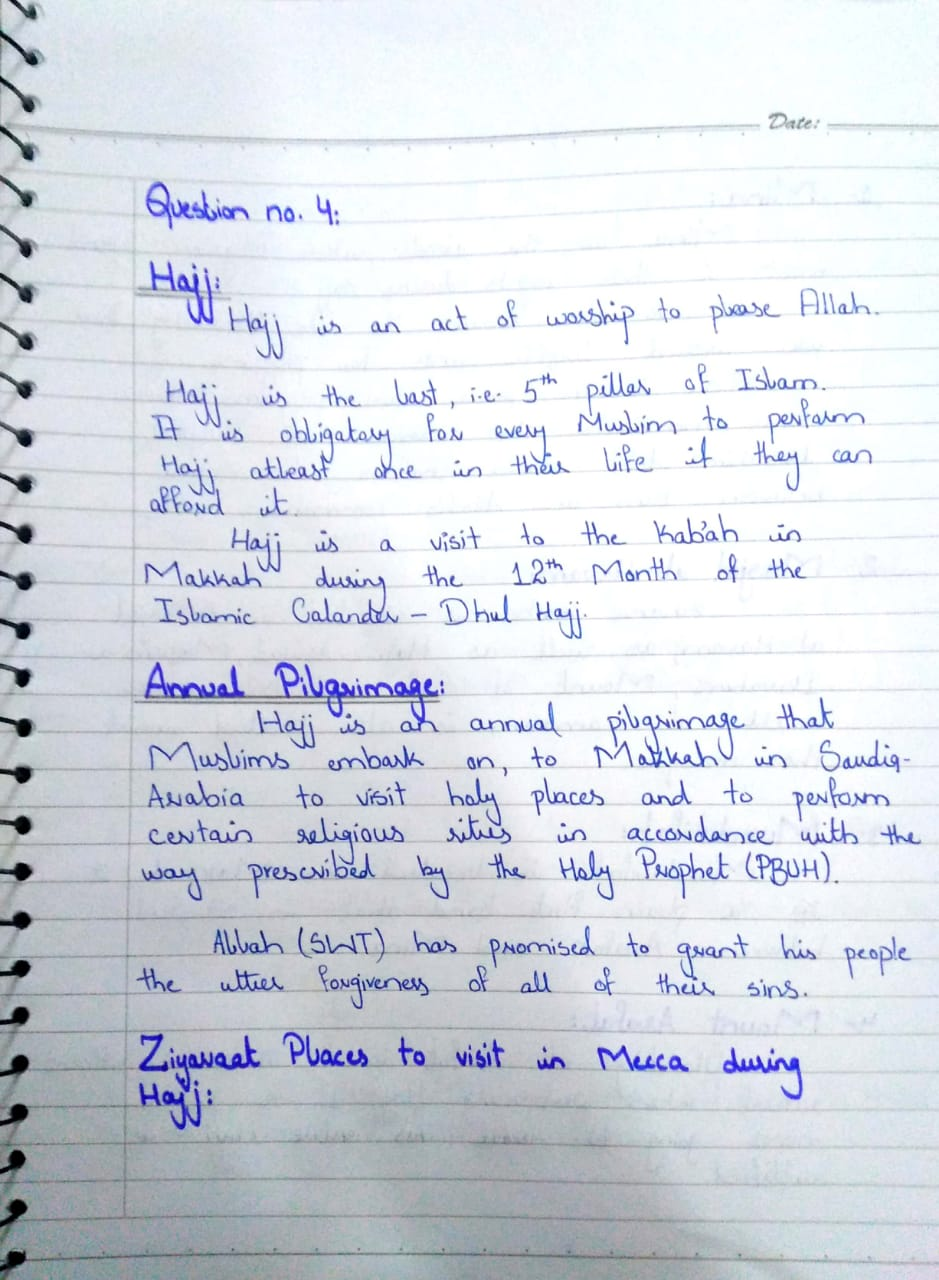 Date:
Question no. 4:
Hajj:
Hajj is an act of worship to please Allah.
Hajj is the last, i.e. 5th pillar of Islam.
It is obligatory for every Muslim to perform
Hajj atleast once in their life if they can
afford it.
Hajj is a visit to the Kab'ah in
Makkah during the 12th Month of the
Islamic Calander – Dhul Hajj.
Annual Pilgrimage:
Hajj is an annual pilgrimage that
Muslims embark on, to Makkah in Saudia-
Arabia to visit holy places and to perform
certain religious rities in accordance with the
way prescribed by the Holy Prophet (PBUH).
Allah (SWT) has promised to grant his people
the utter forgiveness of all of their sins.
Ziyaraat Places to visit in Mecca during
Hajj: